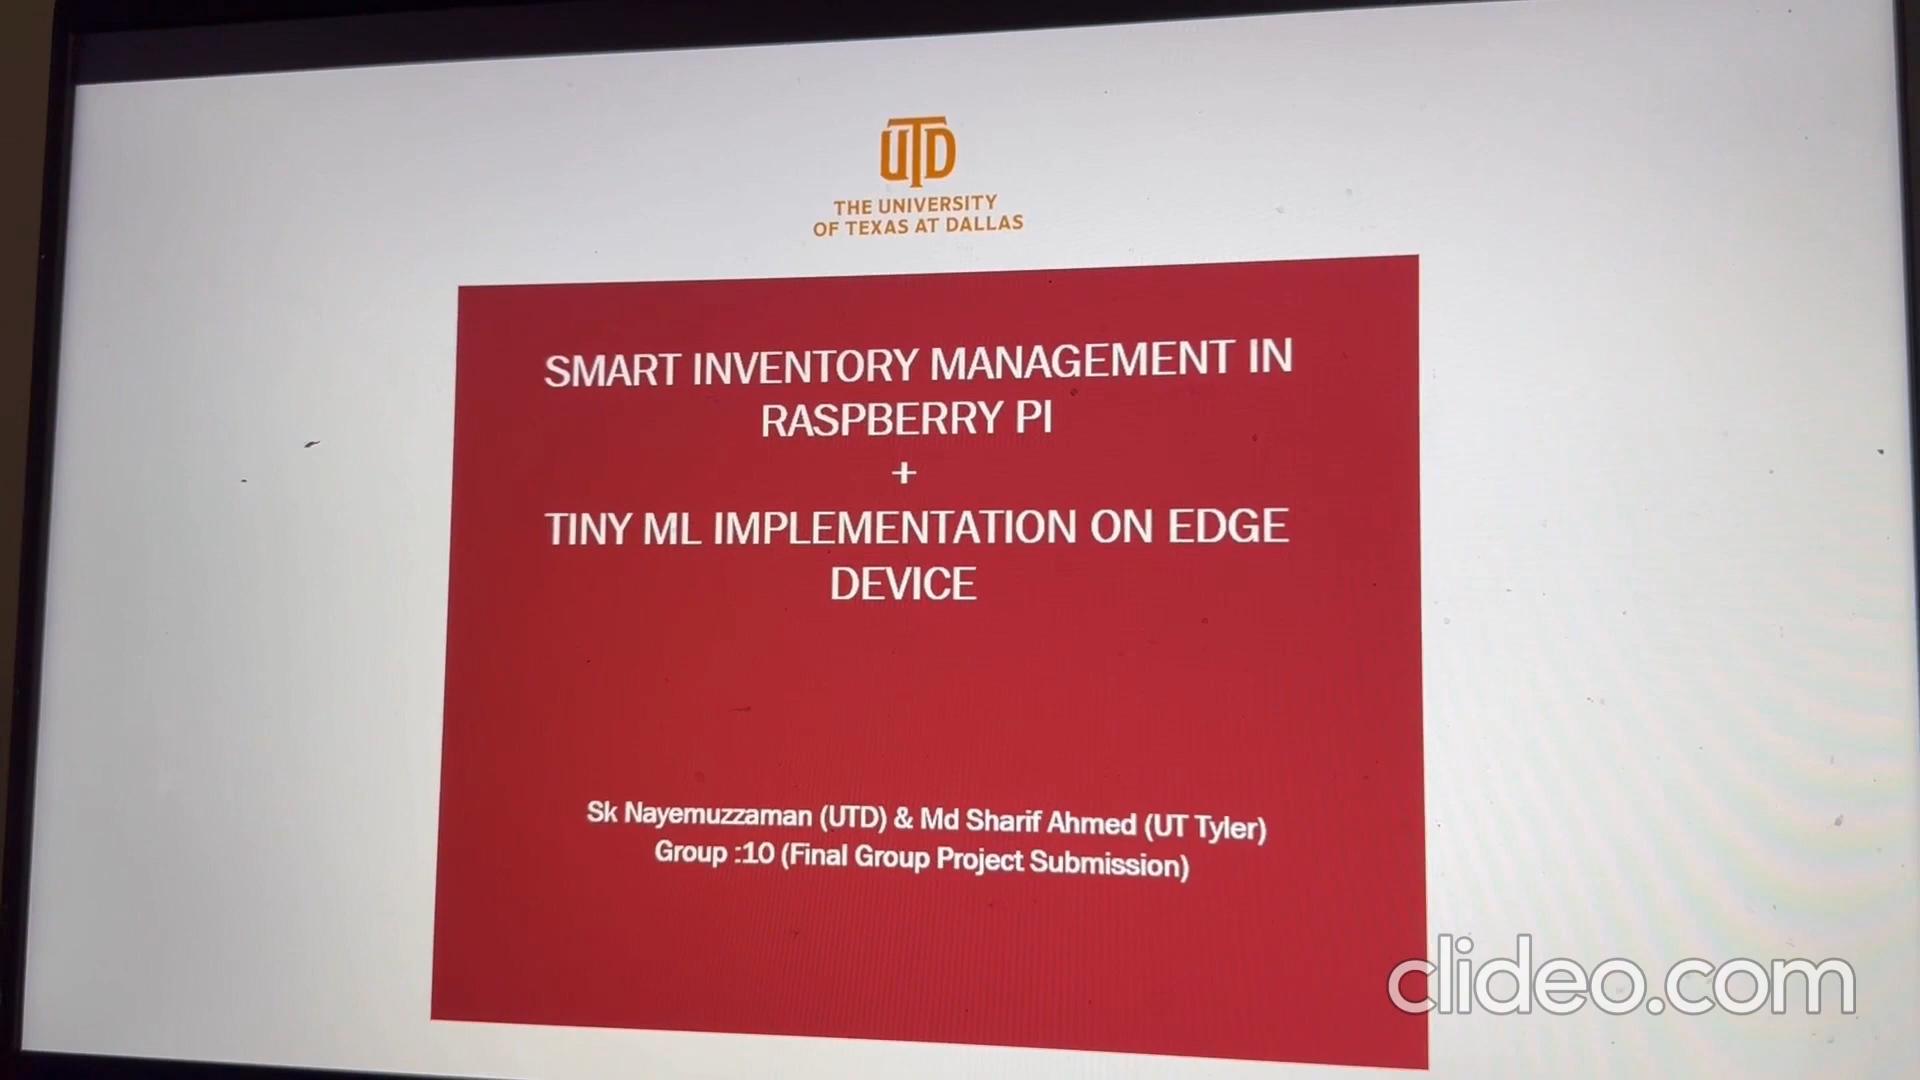 UTD
THE UNIVERSITY
OF TEXAS AT DALLAS
SMART INVENTORY MANAGEMENT IN
RASPBERRY PI
+
TINY ML IMPLEMENTATION ON EDGE
DEVICE
Sk Nayemuzzaman (UTD) & Md Sharif Ahmed (UT Tyler)
Group :10 (Final Group Project Submission)
clideo.com